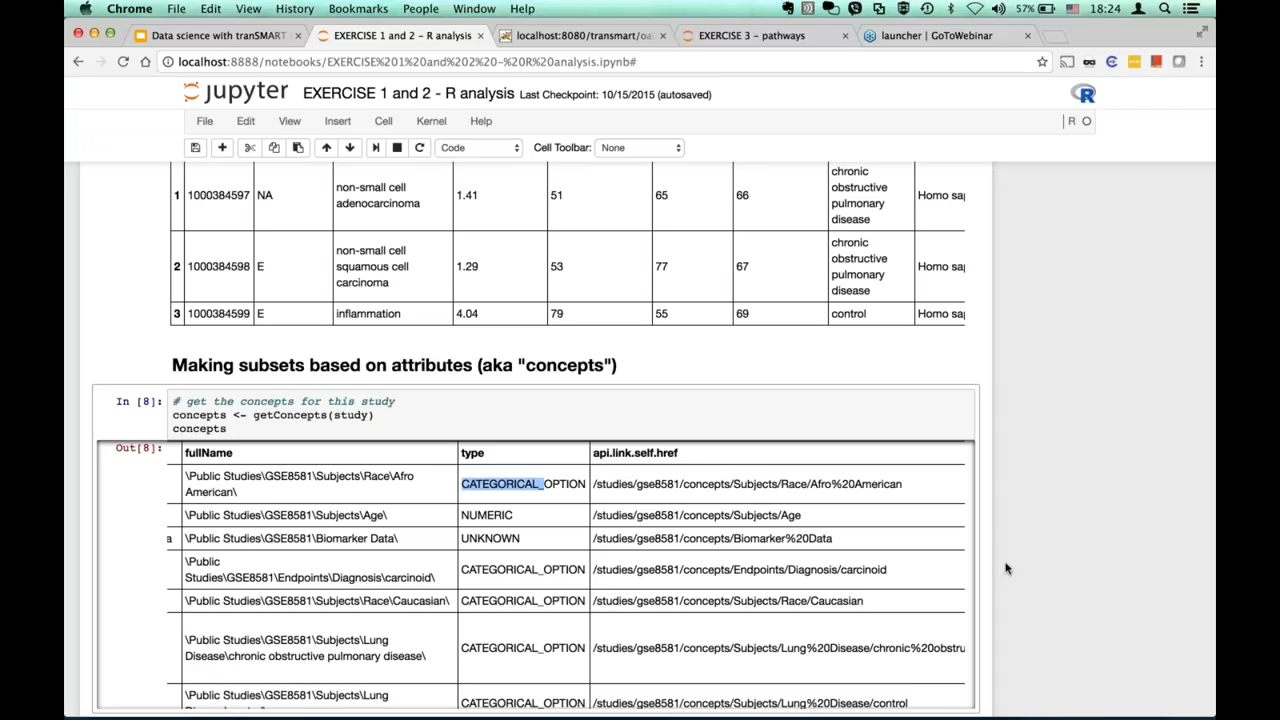 Chrome File Edit View History Bookmarks People Window Help 57% 18:24
Data science with tranSMART EXERCISE 1 and 2 - R analysis localhost:8080/transmart/oa EXERCISE 3 - pathways launcher | GoToWebinar
localhost:8888/notebooks/EXERCISE%201%20and%202%20-%20R%20analysis.ipynb#
jupyter EXERCISE 1 and 2 - R analysis Last Checkpoint: 10/15/2015 (autosaved) R
File Edit View Insert Cell Kernel Help R
Code Cell Toolbar: None
1 1000384597 NA non-small cell adenocarcinoma 1.41 51 65 66 chronic obstructive pulmonary disease Homo sa
2 1000384598 E non-small cell squamous cell carcinoma 1.29 53 77 67 chronic obstructive pulmonary disease Homo sa
3 1000384599 E inflammation 4.04 79 55 69 control Homo sa
Making subsets based on attributes (aka "concepts")
In [8]: # get the concepts for this study
concepts <- getConcepts(study)
concepts
Out[8]: fullName type api.link.self.href
\Public Studies\GSE8581\Subjects\Race\Afro American\ CATEGORICAL_OPTION /studies/gse8581/concepts/Subjects/Race/Afro%20American
\Public Studies\GSE8581\Subjects\Age\ NUMERIC /studies/gse8581/concepts/Subjects/Age
a \Public Studies\GSE8581\Biomarker Data\ UNKNOWN /studies/gse8581/concepts/Biomarker%20Data
\Public Studies\GSE8581\Endpoints\Diagnosis\carcinoid\ CATEGORICAL_OPTION /studies/gse8581/concepts/Endpoints/Diagnosis/carcinoid
\Public Studies\GSE8581\Subjects\Race\Caucasian\ CATEGORICAL_OPTION /studies/gse8581/concepts/Subjects/Race/Caucasian
\Public Studies\GSE8581\Subjects\Lung Disease\chronic obstructive pulmonary disease\ CATEGORICAL_OPTION /studies/gse8581/concepts/Subjects/Lung%20Disease/chronic%20obstru
\Public Studies\GSE8581\Subjects\Lung CATEGORICAL_OPTION /studies/gse8581/concepts/Subjects/Lung%20Disease/control